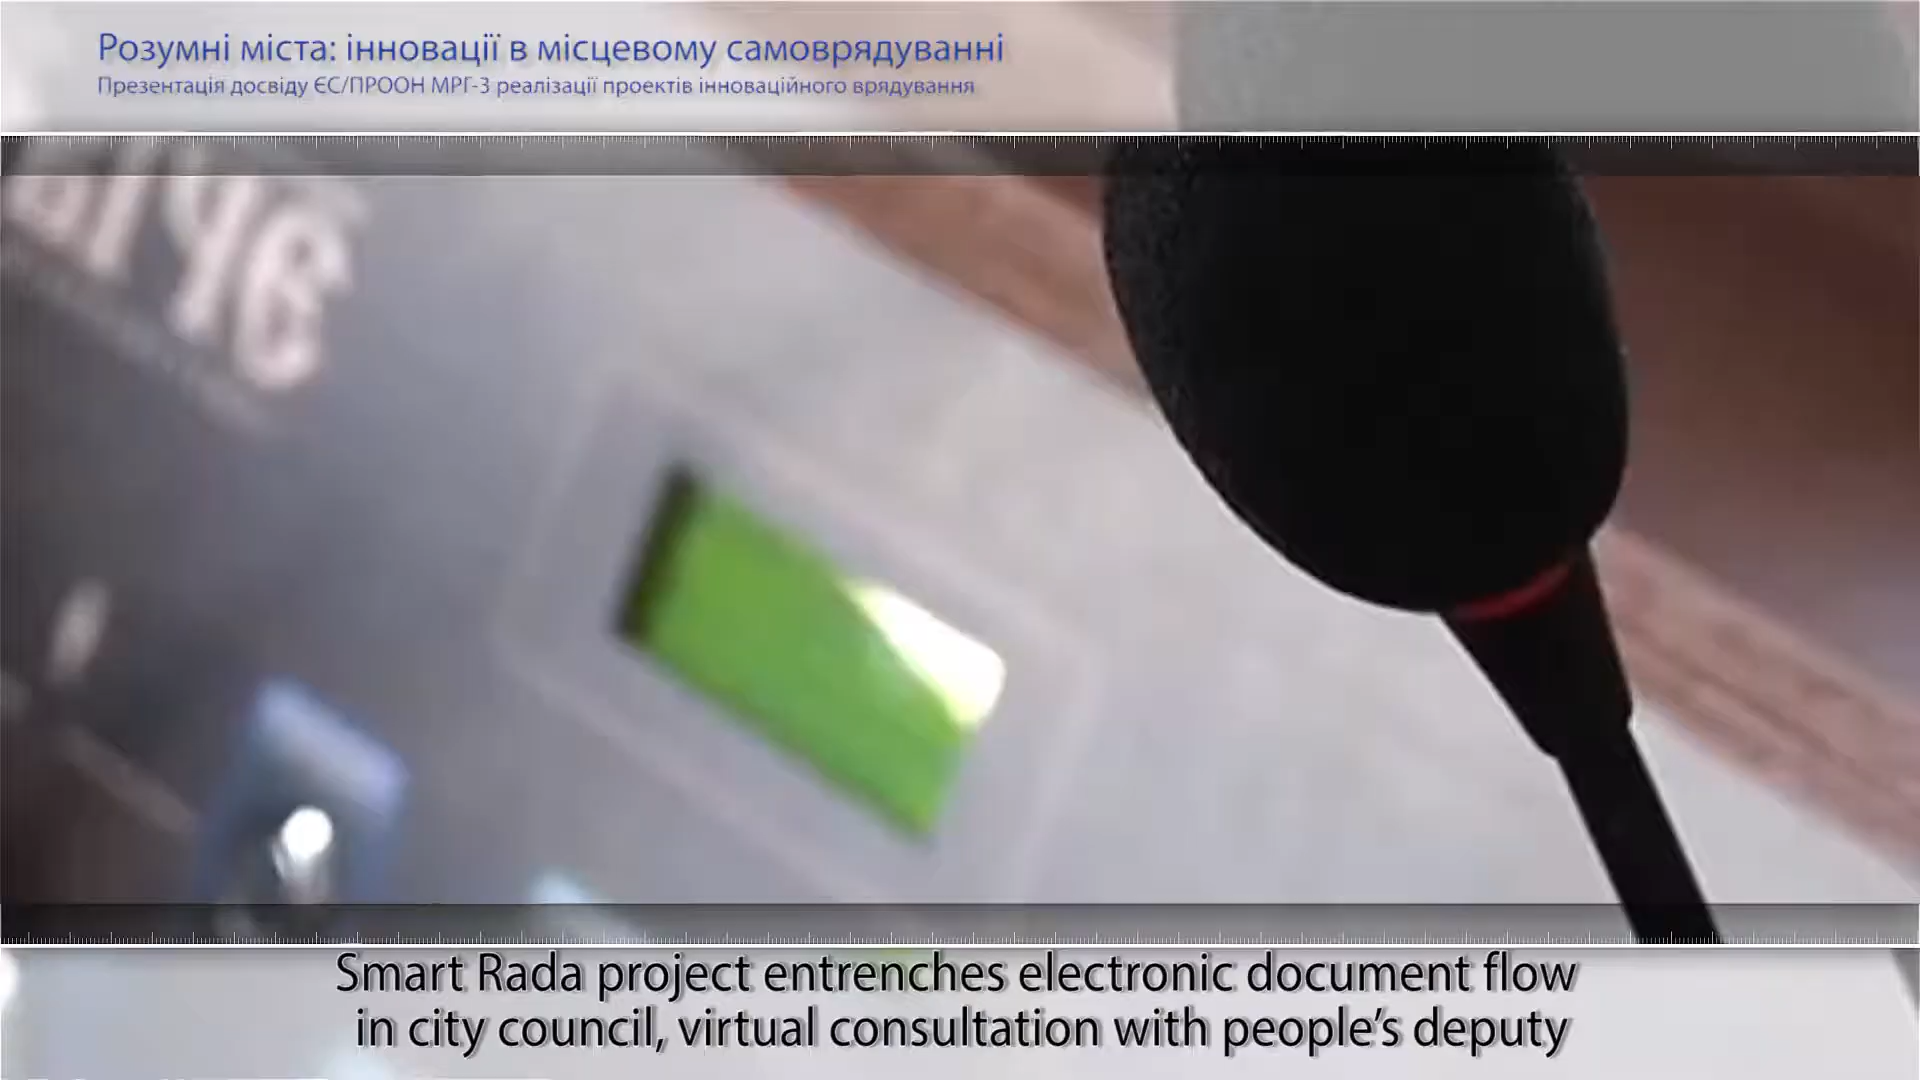 Розумні міста: інновації в місцевому самоврядуванні
Презентація досвіду ЄС/ПРООН МРГ-3 реалізації проектів інноваційного врядування
Smart Rada project entrenches electronic document flow
in city council, virtual consultation with people's deputy